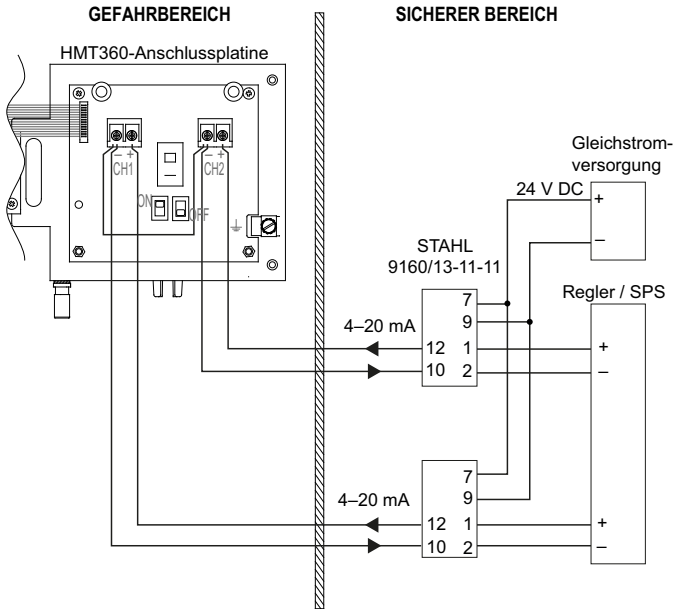 GEFAHRBEREICH
SICHERER BEREICH
HMT360-Anschlussplatine
– +
CH1
– +
CH2
ON
OFF
Gleichstrom-
versorgung
24 V DC
+
–
STAHL
9160/13-11-11
Regler / SPS
7
9
4–20 mA
12 1
+
10 2
–
7
9
4–20 mA
12 1
+
10 2
–